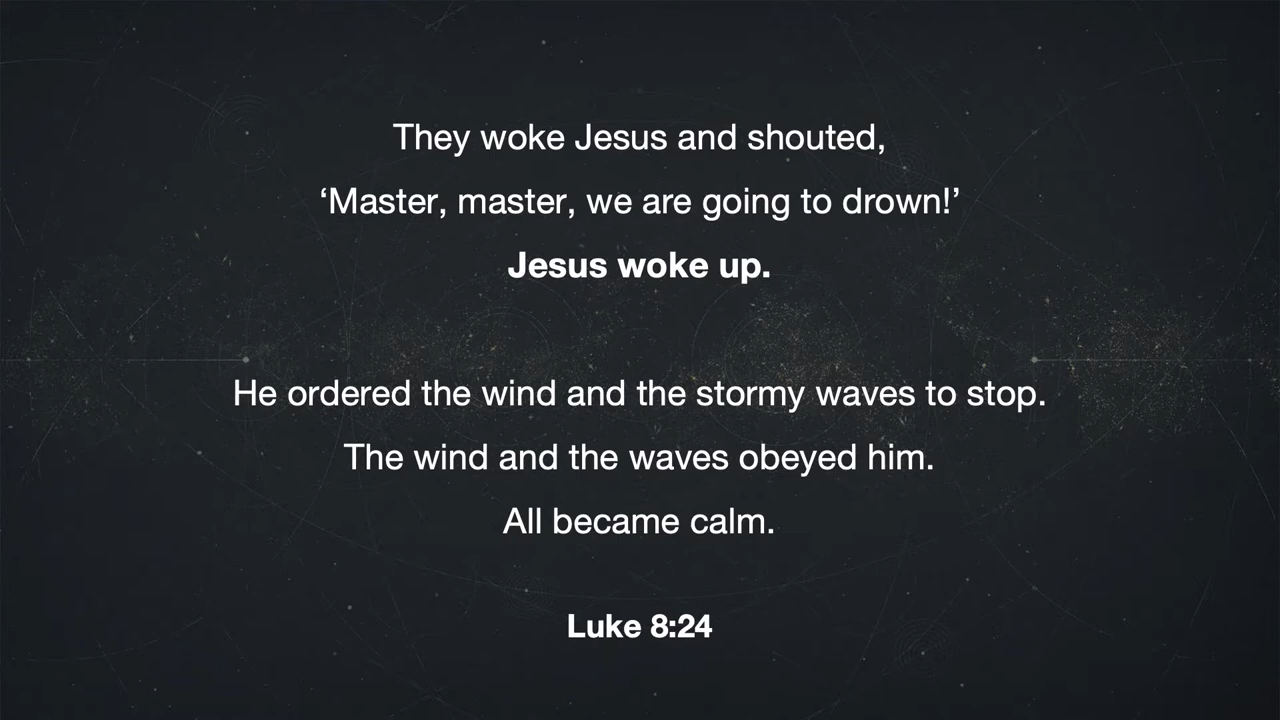 They woke Jesus and shouted,
‘Master, master, we are going to drown!’
Jesus woke up.
He ordered the wind and the stormy waves to stop.
The wind and the waves obeyed him.
All became calm.
Luke 8:24